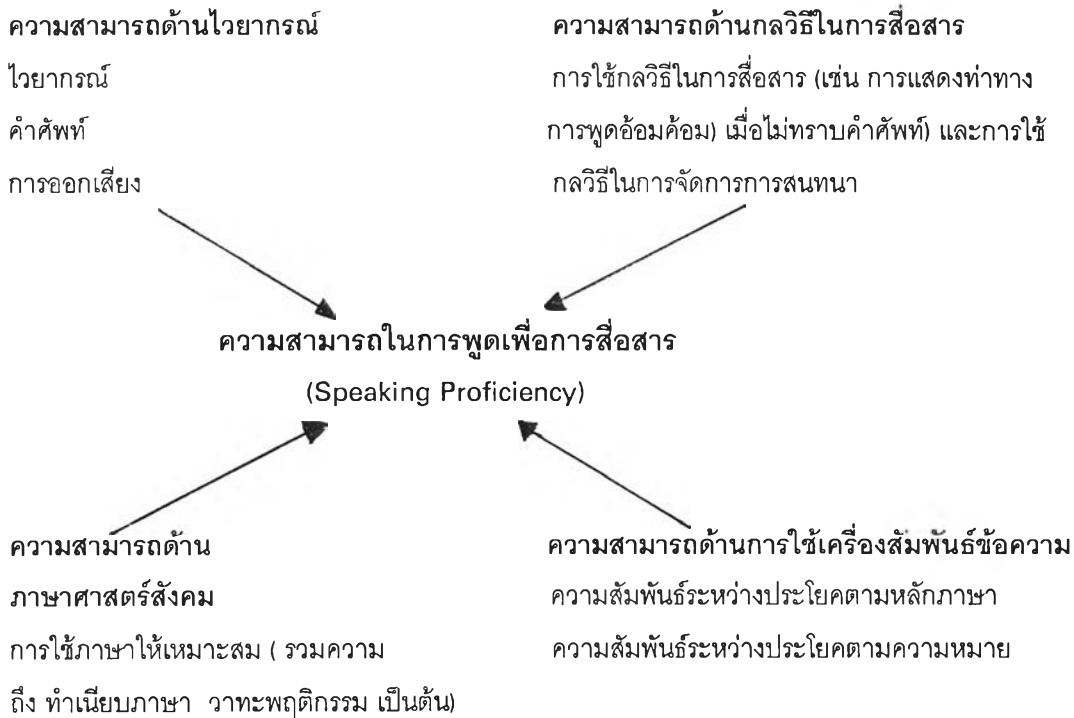 ความสามารถด้านไวยากรณ์
ไวยากรณ์
คำศัพท์
การออกเสียง
ความสามารถด้านกลวิธีในการสื่อสาร
การใช้กลวิธีในการสื่อสาร (เช่น การแสดงท่าทาง
การพูดอ้อมค้อม) เมื่อไม่ทราบคำศัพท์) และการใช้
กลวิธีในการจัดการการสนทนา
ความสามารถในการพูดเพื่อการสื่อสาร
(Speaking Proficiency)
ความสามารถด้าน
ภาษาศาสตร์สังคม
การใช้ภาษาให้เหมาะสม ( รวมความ
ถึง ทำเนียบภาษา วาทะพฤติกรรม เป็นต้น)
ความสามารถด้านการใช้เครื่องสัมพันธ์ข้อความ
ความสัมพันธ์ระหว่างประโยคตามหลักภาษา
ความสัมพันธ์ระหว่างประโยคตามความหมาย